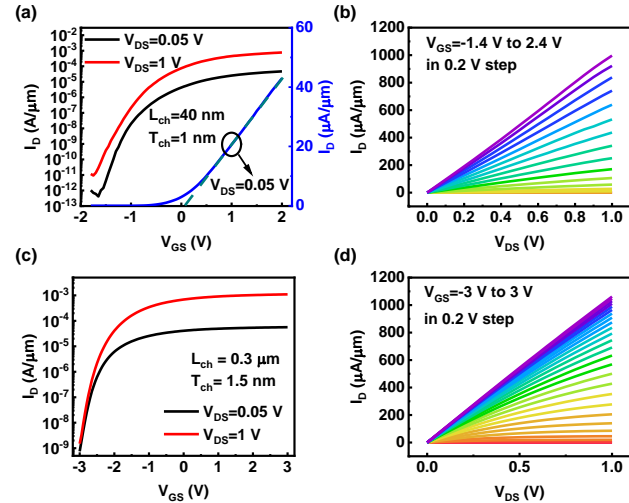 (a)
V_DS=0.05 V
V_DS=1 V
L_ch=40 nm
T_ch=1 nm
V_DS=0.05 V
10^-2
10^-3
10^-4
10^-5
10^-6
10^-7
10^-8
10^-9
10^-10
10^-11
10^-12
10^-13
I_D (A/μm)
60
40
20
0
I_D (μA/μm)
-2 -1 0 1 2
V_GS (V)
(b)
V_GS=-1.4 V to 2.4 V
in 0.2 V step
1200
1000
800
600
400
200
0
I_D (μA/μm)
0.0 0.2 0.4 0.6 0.8 1.0
V_DS (V)
(c)
L_ch = 0.3 μm
T_ch = 1.5 nm
V_DS=0.05 V
V_DS=1 V
10^-3
10^-4
10^-5
10^-6
10^-7
10^-8
10^-9
I_D (A/μm)
-3 -2 -1 0 1 2 3
V_GS (V)
(d)
V_GS=-3 V to 3 V
in 0.2 V step
1200
1000
800
600
400
200
0
I_D (μA/μm)
0.0 0.5 1.0
V_DS (V)